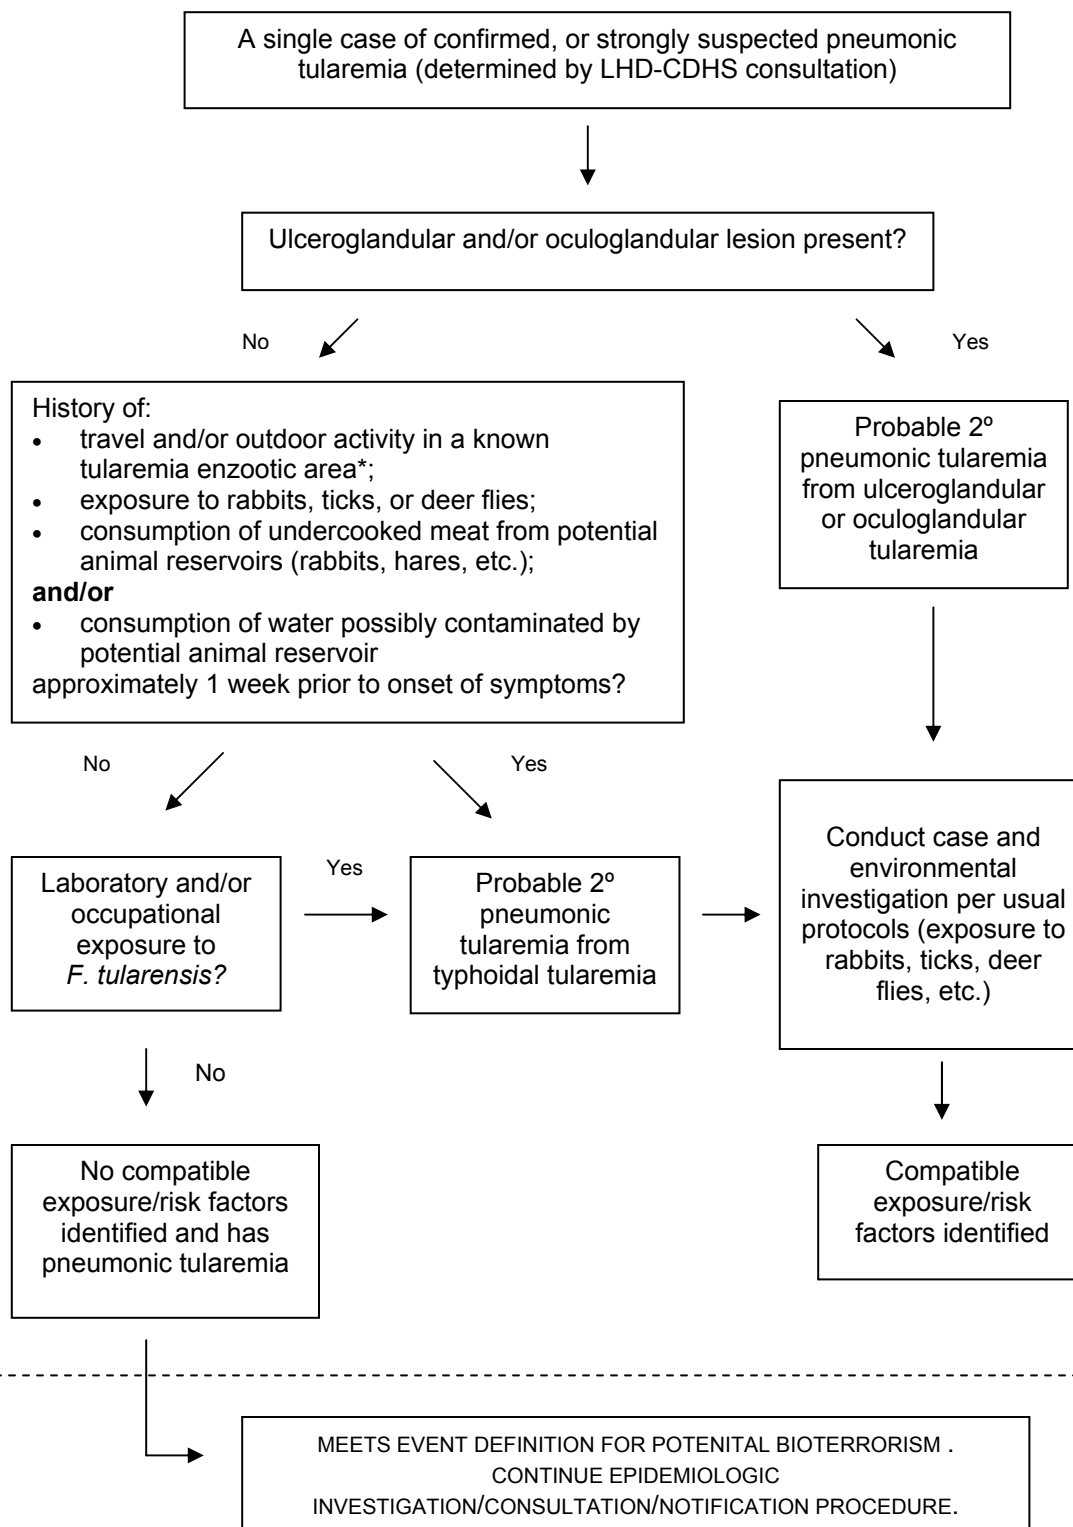 A single case of confirmed, or strongly suspected pneumonic
tularemia (determined by LHD-CDHS consultation)
Ulceroglandular and/or oculoglandular lesion present?
No
Yes
History of:
• travel and/or outdoor activity in a known
tularemia enzootic area*;
• exposure to rabbits, ticks, or deer flies;
• consumption of undercooked meat from potential
animal reservoirs (rabbits, hares, etc.);
and/or
• consumption of water possibly contaminated by
potential animal reservoir
approximately 1 week prior to onset of symptoms?
Probable 2º
pneumonic tularemia
from ulceroglandular
or oculoglandular
tularemia
No
Yes
Laboratory and/or
occupational
exposure to
F. tularensis?
Yes
Probable 2º
pneumonic
tularemia from
typhoidal tularemia
Conduct case and
environmental
investigation per usual
protocols (exposure to
rabbits, ticks, deer
flies, etc.)
No
No compatible
exposure/risk factors
identified and has
pneumonic tularemia
Compatible
exposure/risk
factors identified
MEETS EVENT DEFINITION FOR POTENITAL BIOTERRORISM .
CONTINUE EPIDEMIOLOGIC
INVESTIGATION/CONSULTATION/NOTIFICATION PROCEDURE.